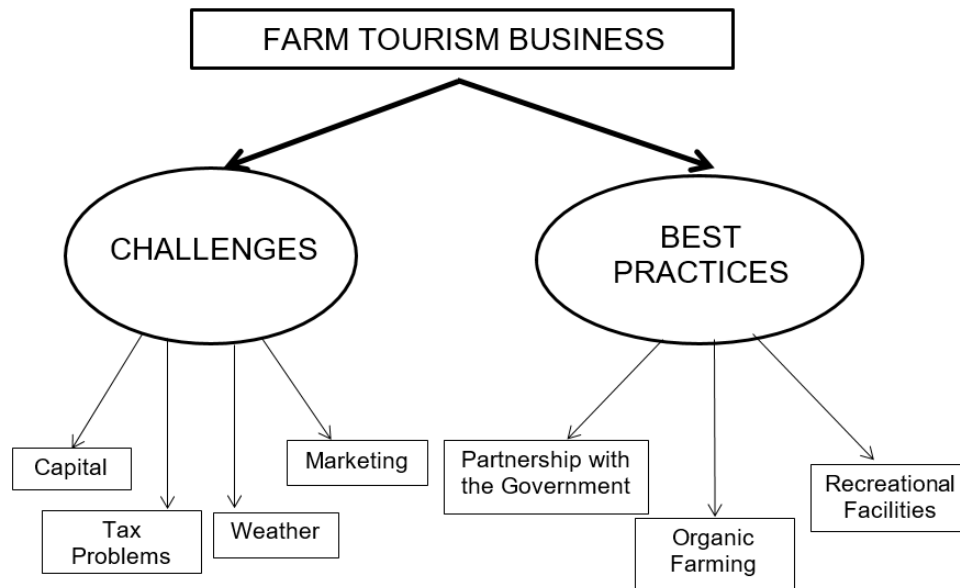 FARM TOURISM BUSINESS
CHALLENGES
BEST
PRACTICES
Capital
Tax
Problems
Weather
Marketing
Partnership with
the Government
Organic
Farming
Recreational
Facilities